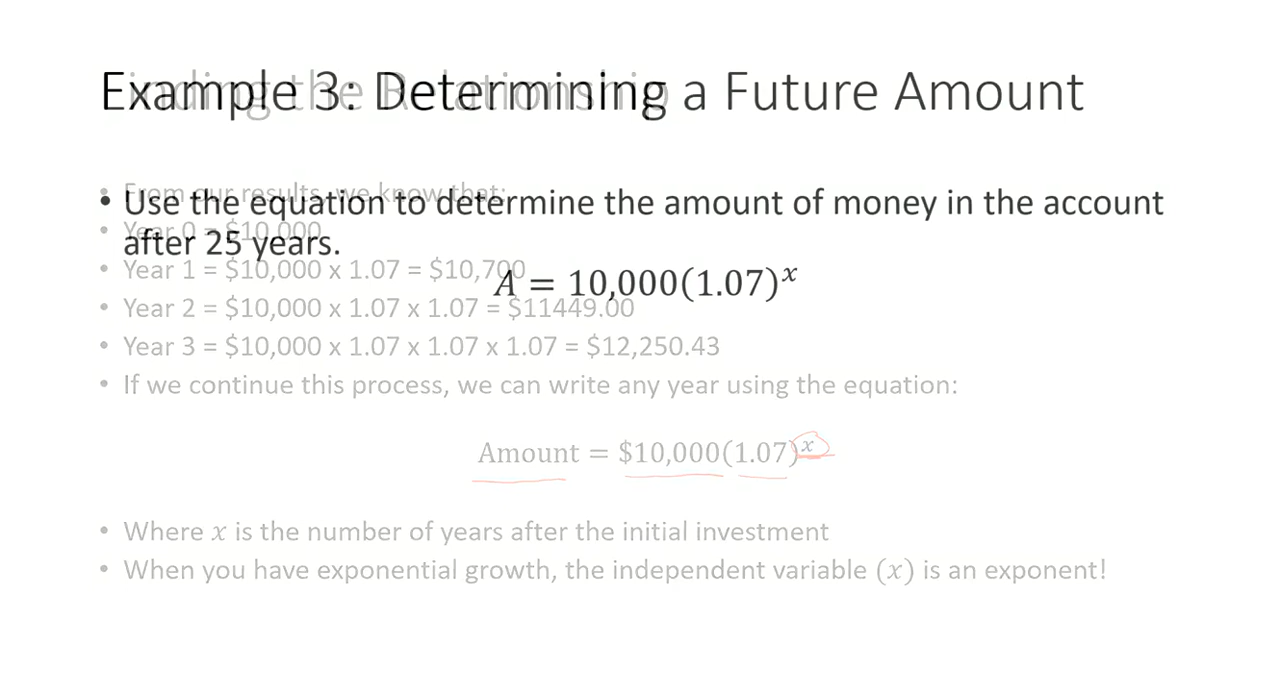 Example 3: Determining a Future Amount
Finding the Relationship
• Use the equation to determine the amount of money in the account
after 25 years.
A = 10,000(1.07)^x
• From our results, we know that:
• Year 0 = $10,000
• Year 1 = $10,000 x 1.07 = $10,700
• Year 2 = $10,000 x 1.07 x 1.07 = $11449.00
• Year 3 = $10,000 x 1.07 x 1.07 x 1.07 = $12,250.43
• If we continue this process, we can write any year using the equation:
Amount = $10,000(1.07)^x
• Where x is the number of years after the initial investment
• When you have exponential growth, the independent variable (x) is an exponent!